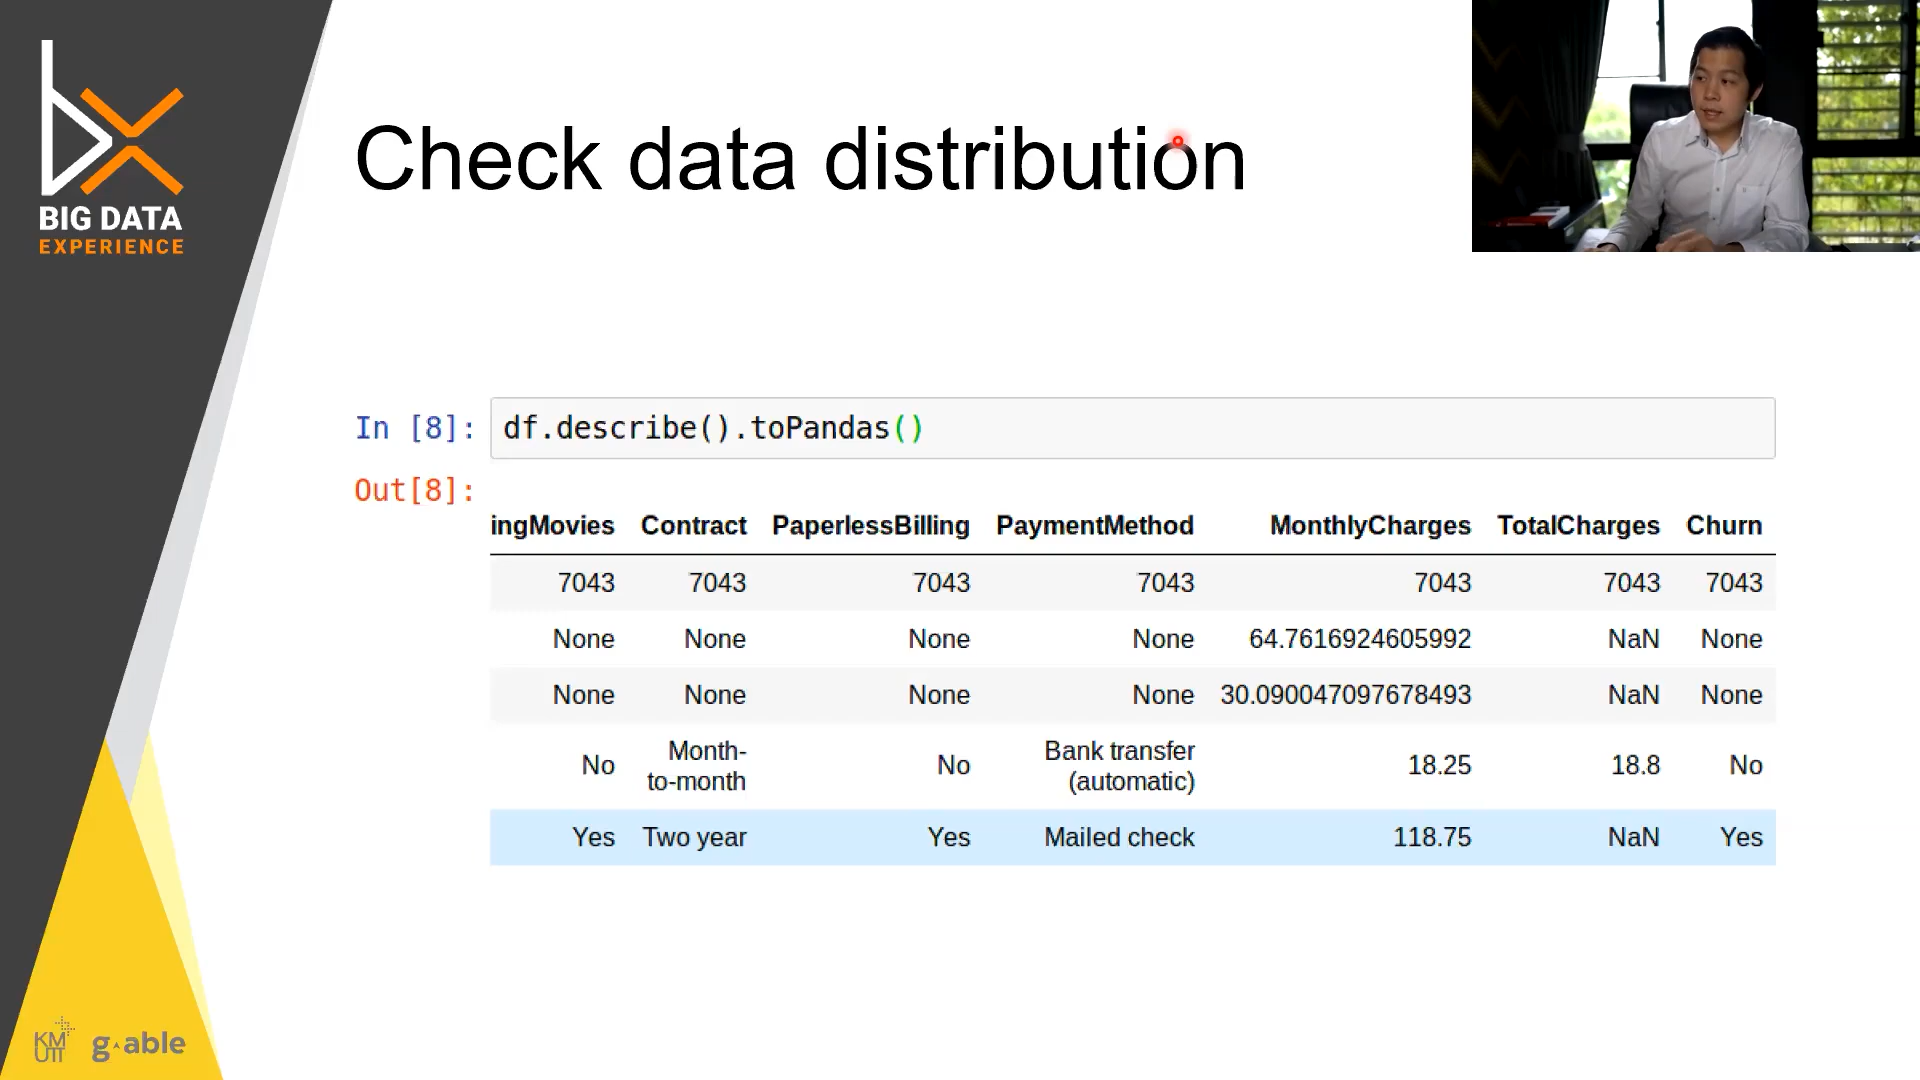 BIG DATA
EXPERIENCE
Check data distribution
In [8]: df.describe().toPandas()
Out[8]:
ingMovies Contract PaperlessBilling PaymentMethod MonthlyCharges TotalCharges Churn
7043 7043 7043 7043 7043 7043 7043
None None None None 64.7616924605992 NaN None
None None None None 30.090047097678493 NaN None
No Month-to-month No Bank transfer (automatic) 18.25 18.8 No
Yes Two year Yes Mailed check 118.75 NaN Yes
KM
UTT
g-able